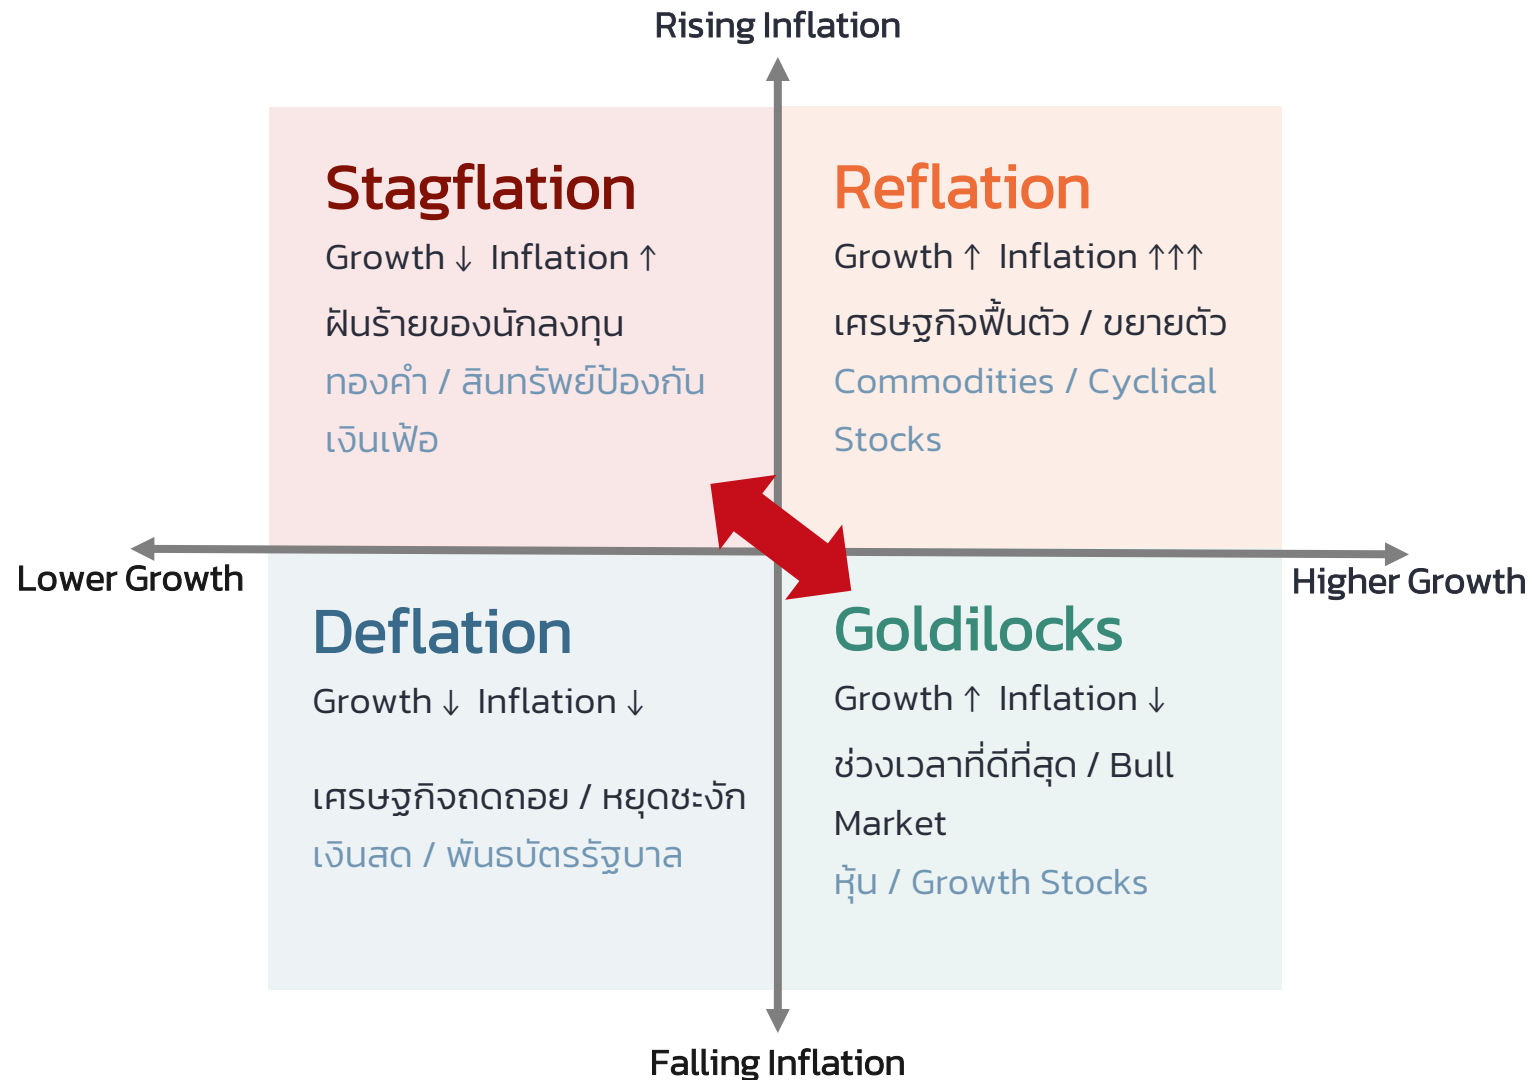 Rising Inflation
Stagflation
Growth ↓ Inflation ↑
ฝันร้ายของนักลงทุน
ทองคำ / สินทรัพย์ป้องกัน
เงินเฟ้อ
Reflation
Growth ↑ Inflation ↑↑↑
เศรษฐกิจฟื้นตัว / ขยายตัว
Commodities / Cyclical
Stocks
Lower Growth
Higher Growth
Deflation
Growth ↓ Inflation ↓
เศรษฐกิจถดถอย / หยุดชะงัก
เงินสด / พันธบัตรรัฐบาล
Goldilocks
Growth ↑ Inflation ↓
ช่วงเวลาที่ดีที่สุด / Bull
Market
หุ้น / Growth Stocks
Falling Inflation